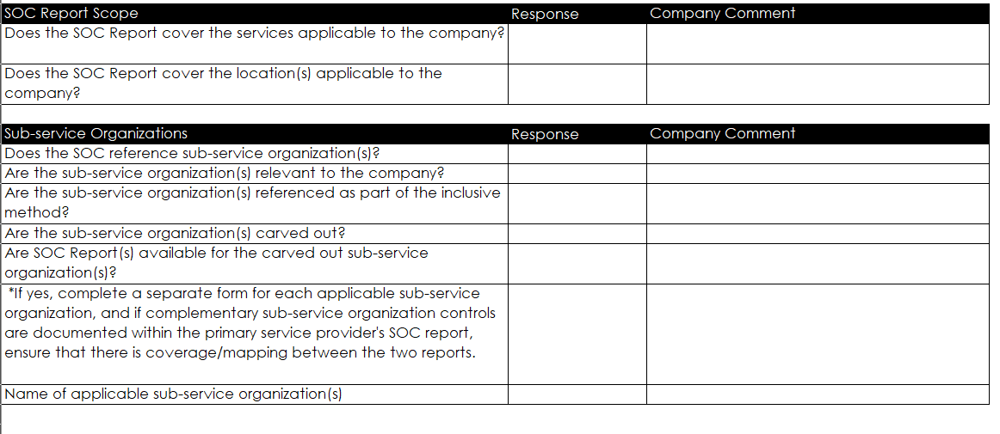 SOC Report Scope Response Company Comment
Does the SOC Report cover the services applicable to the company?
Does the SOC Report cover the location(s) applicable to the
company?
Sub-service Organizations Response Company Comment
Does the SOC reference sub-service organization(s)?
Are the sub-service organization(s) relevant to the company?
Are the sub-service organization(s) referenced as part of the inclusive
method?
Are the sub-service organization(s) carved out?
Are SOC Report(s) available for the carved out sub-service
organization(s)?
*If yes, complete a separate form for each applicable sub-service
organization, and if complementary sub-service organization controls
are documented within the primary service provider's SOC report,
ensure that there is coverage/mapping between the two reports.
Name of applicable sub-service organization(s)